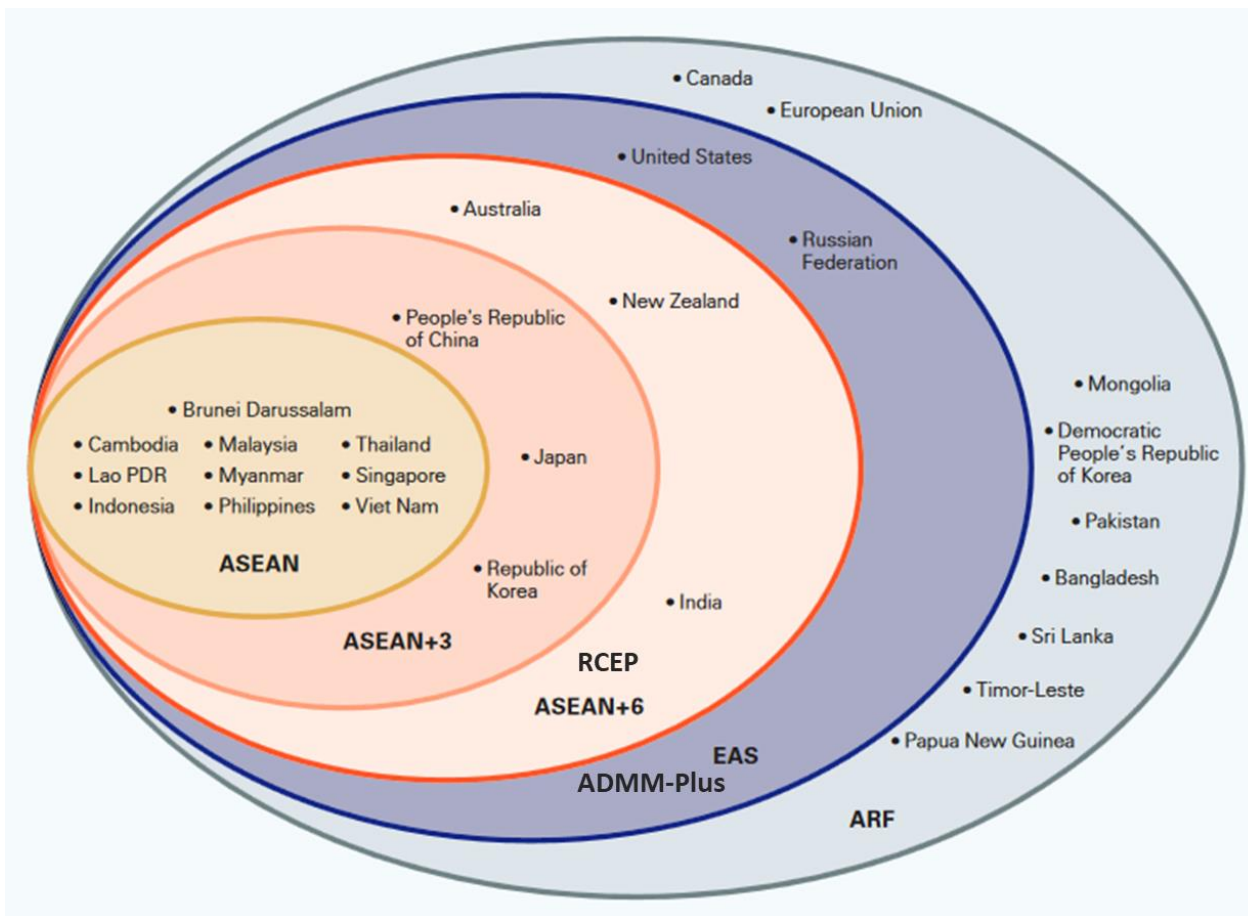 • Canada
• European Union
• United States
• Australia
• Russian
Federation
• New Zealand
• People's Republic
of China
• Mongolia
• Brunei Darussalam
• Democratic
People's Republic
of Korea
• Cambodia • Malaysia • Thailand
• Japan
• Lao PDR • Myanmar • Singapore
• Indonesia • Philippines • Viet Nam
• Pakistan
ASEAN
• Republic of
Korea
• Bangladesh
• India
• Sri Lanka
ASEAN+3
RCEP
• Timor-Leste
ASEAN+6
• Papua New Guinea
EAS
ADMM-Plus
ARF